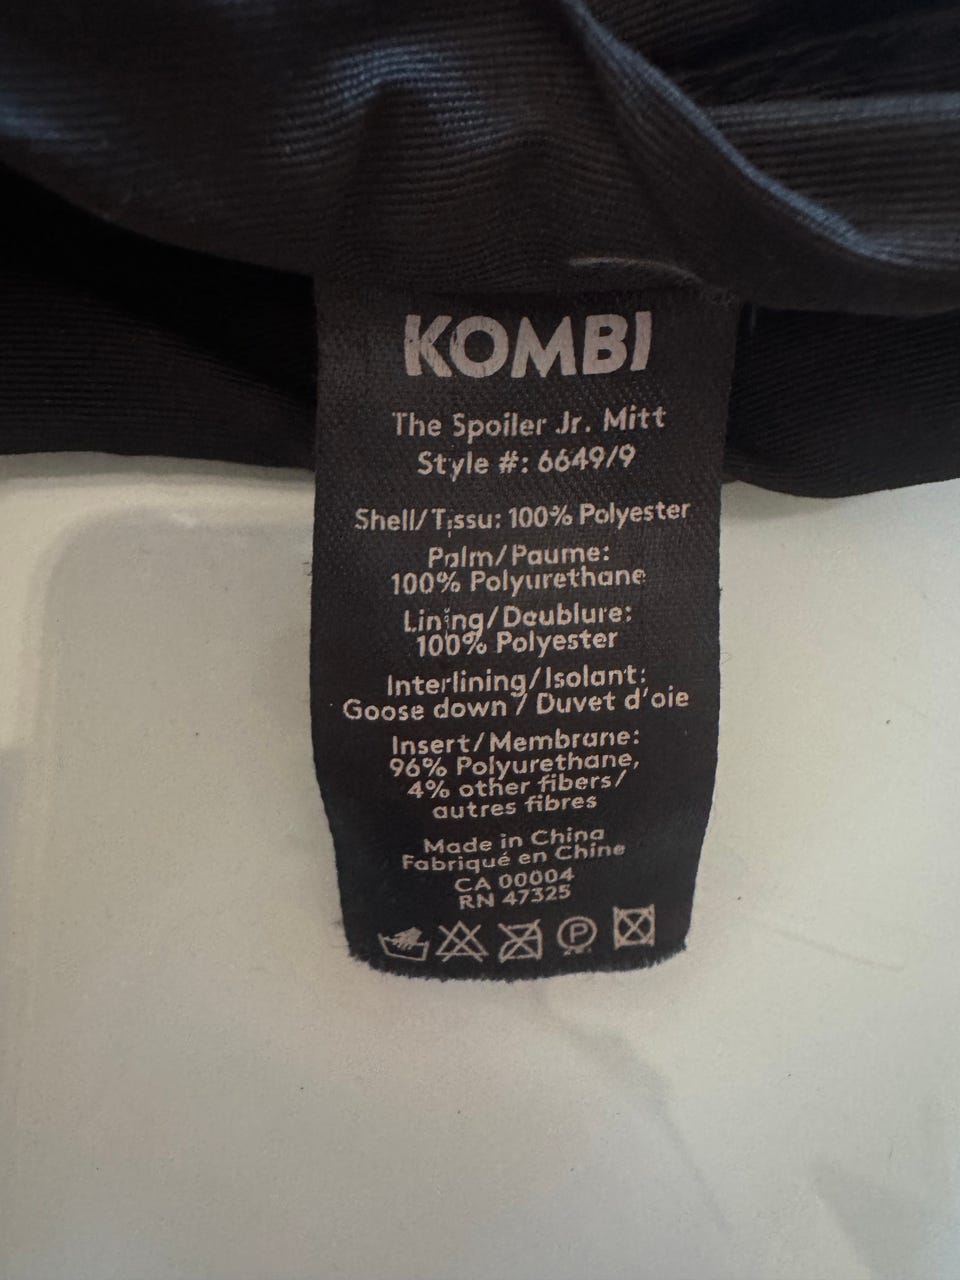 KOMBI
The Spoiler Jr. Mitt
Style #: 6649/9
Shell/Tissu: 100% Polyester
Palm/Paume:
100% Polyurethane
Lining/Doublure:
100% Polyester
Interlining/Isolant:
Goose down / Duvet d'oie
Insert/Membrane:
96% Polyurethane,
4% other fibers/
autres fibres
Made in China
Fabriqué en Chine
CA 00004
RN 47325
P